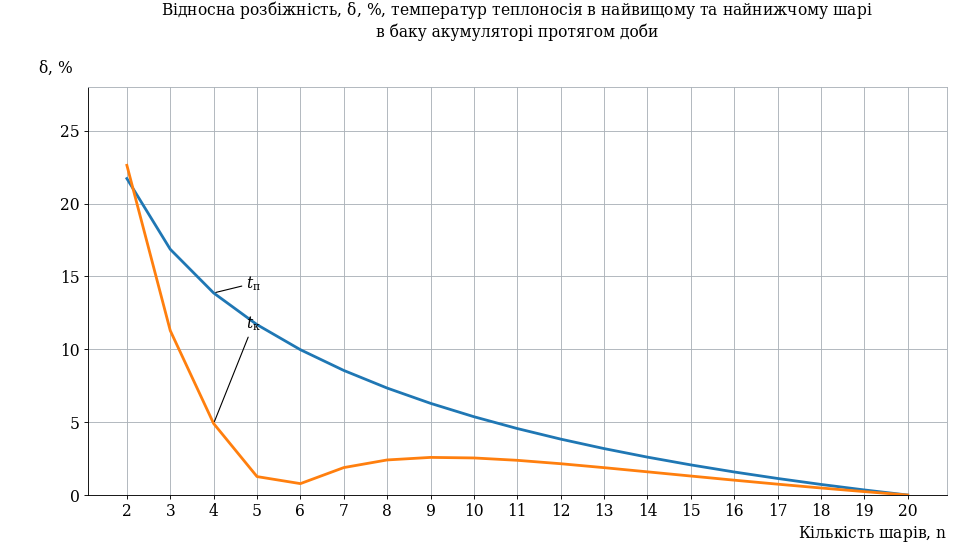 Відносна розбіжність, δ, %, температур теплоносія в найвищому та найнижчому шарі
в баку акумуляторі протягом доби
δ, %
25
20
15
10
5
0
tп
tк
2 3 4 5 6 7 8 9 10 11 12 13 14 15 16 17 18 19 20
Кількість шарів, n